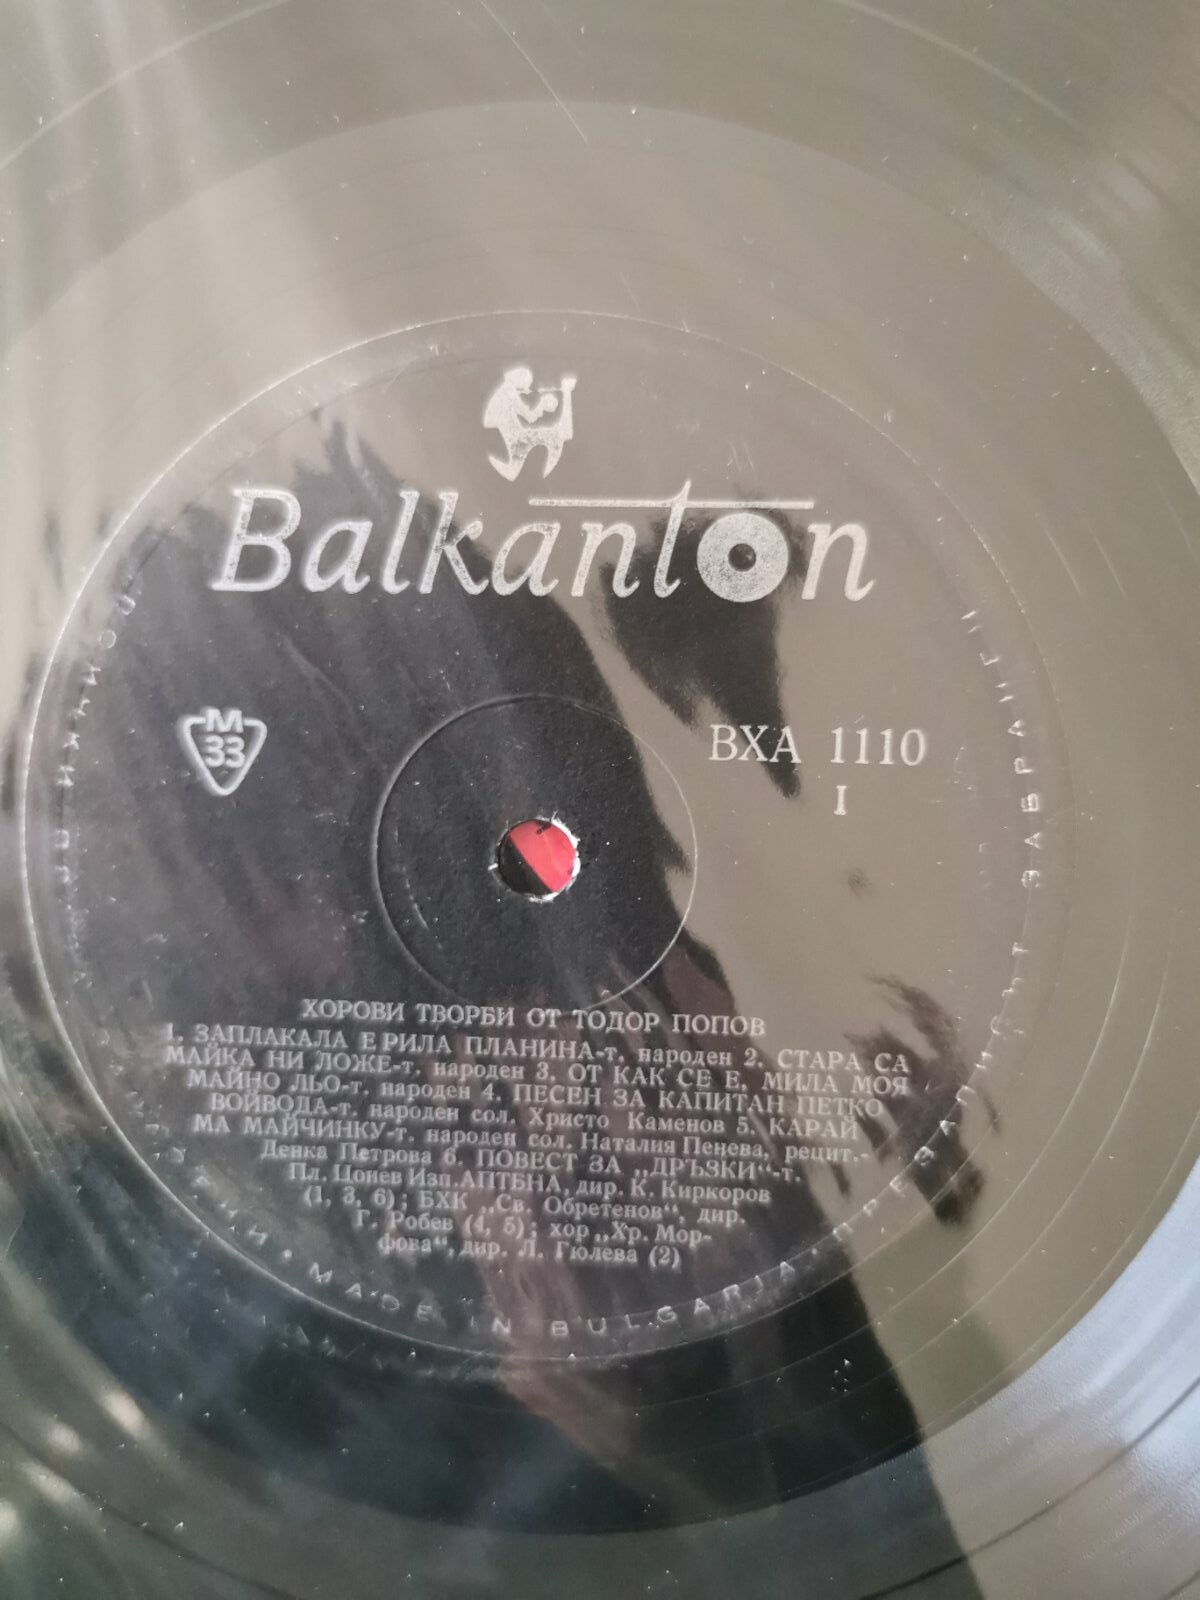 Balkanton
М
33
ВХА 1110
I
ХОРОВИ ТВОРБИ ОТ ТОДОР ПОПОВ
1. ЗАПЛАКАЛА Е РИЛА ПЛАНИНА-т. народен 2. СТАРА СА
МАЙКА НИ ЛОЖЕ-т. народен 3. ОТ КАК СЕ Е, МИЛА МОЯ
МАЙНО ЛЬО-т. народен 4. ПЕСЕН ЗА КАПИТАН ПЕТКО
ВОЙВОДА-т. народен сол. Христо Каменов 5. КАРАЙ
МА МАЙЧИНКУ-т. народен сол. Наталия Пенева, рецит.-
Денка Петрова 6. ПОВЕСТ ЗА „ДРЪЗКИ“-т.
Пл. Цонев Изп. АПТБНА, дир. К. Киркоров
(1, 3, 6); БХК „Св. Обретенов“, дир.
Г. Робев (4, 5); хор „Хр. Мор-
фова“, дир. Л. Гюлева (2)
MADE IN BULGARIA • ПРЕЗАПИСЪТ ЗАБРАНЕН